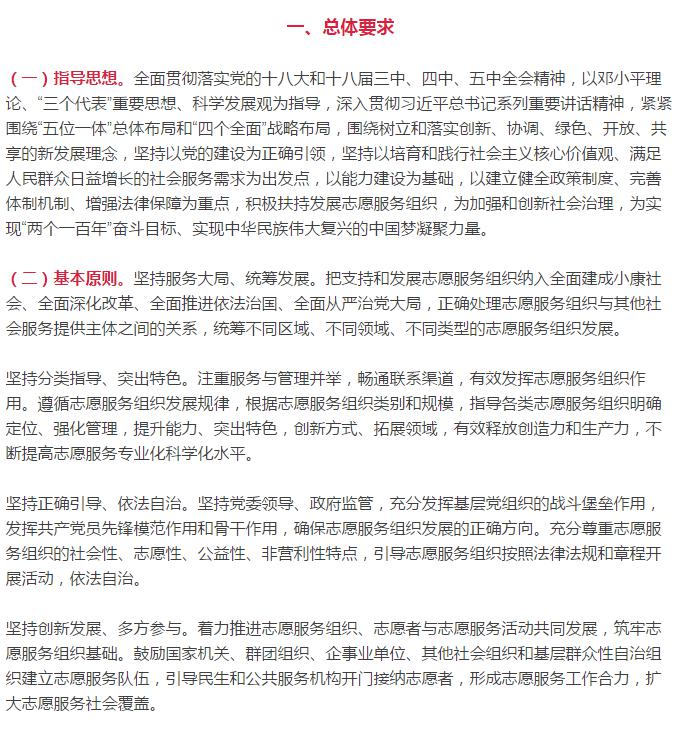 一、总体要求
（一）指导思想。全面贯彻落实党的十八大和十八届三中、四中、五中全会精神，以邓小平理
论、“三个代表”重要思想、科学发展观为指导，深入贯彻习近平总书记系列重要讲话精神，紧紧
围绕“五位一体”总体布局和“四个全面”战略布局，围绕树立和落实创新、协调、绿色、开放、共
享的新发展理念，坚持以党的建设为正确引领，坚持以培育和践行社会主义核心价值观、满足
人民群众日益增长的社会服务需求为出发点，以能力建设为基础，以建立健全政策制度、完善
体制机制、增强法律保障为重点，积极扶持发展志愿服务组织，为加强和创新社会治理，为实
现“两个一百年”奋斗目标、实现中华民族伟大复兴的中国梦凝聚力量。
（二）基本原则。坚持服务大局、统筹发展。把支持和发展志愿服务组织纳入全面建成小康社
会、全面深化改革、全面推进依法治国、全面从严治党大局，正确处理志愿服务组织与其他社
会服务提供主体之间的关系，统筹不同区域、不同领域、不同类型的志愿服务组织发展。
坚持分类指导、突出特色。注重服务与管理并举，畅通联系渠道，有效发挥志愿服务组织作
用。遵循志愿服务组织发展规律，根据志愿服务组织类别和规模，指导各类志愿服务组织明确
定位、强化管理，提升能力、突出特色，创新方式、拓展领域，有效释放创造力和生产力，不
断提高志愿服务专业化科学化水平。
坚持正确引导、依法自治。坚持党委领导、政府监管，充分发挥基层党组织的战斗堡垒作用，
发挥共产党员先锋模范作用和骨干作用，确保志愿服务组织发展的正确方向。充分尊重志愿服
务组织的社会性、志愿性、公益性、非营利性特点，引导志愿服务组织按照法律法规和章程开
展活动，依法自治。
坚持创新发展、多方参与。着力推进志愿服务组织、志愿者与志愿服务活动共同发展，筑牢志
愿服务组织基础。鼓励国家机关、群团组织、企事业单位、其他社会组织和基层群众性自治组
织建立志愿服务队伍，引导民生和公共服务机构开门接纳志愿者，形成志愿服务工作合力，扩
大志愿服务社会覆盖。